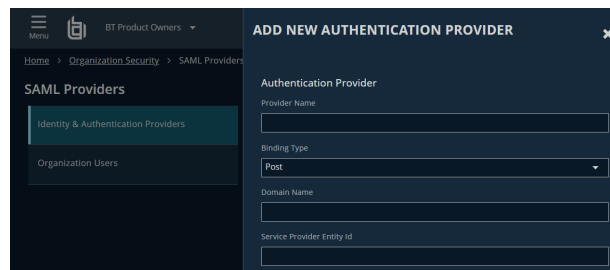 Menu
BT Product Owners
Home > Organization Security > SAML Providers
SAML Providers
Identity & Authentication Providers
Organization Users
ADD NEW AUTHENTICATION PROVIDER
Authentication Provider
Provider Name
Binding Type
Post
Domain Name
Service Provider Entity Id